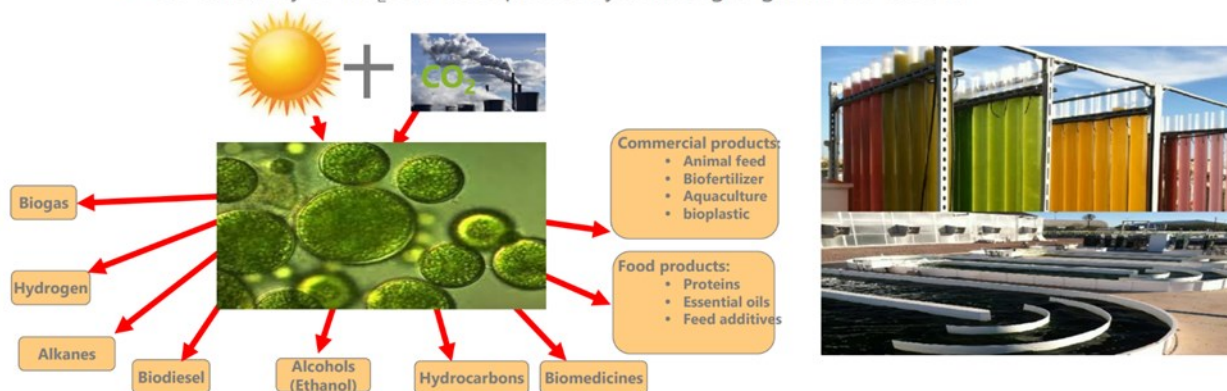 CO₂
Commercial products:
• Animal feed
• Biofertilizer
• Aquaculture
• bioplastic
Biogas
Food products:
• Proteins
• Essential oils
• Feed additives
Hydrogen
Alkanes
Biodiesel
Alcohols
(Ethanol)
Hydrocarbons
Biomedicines